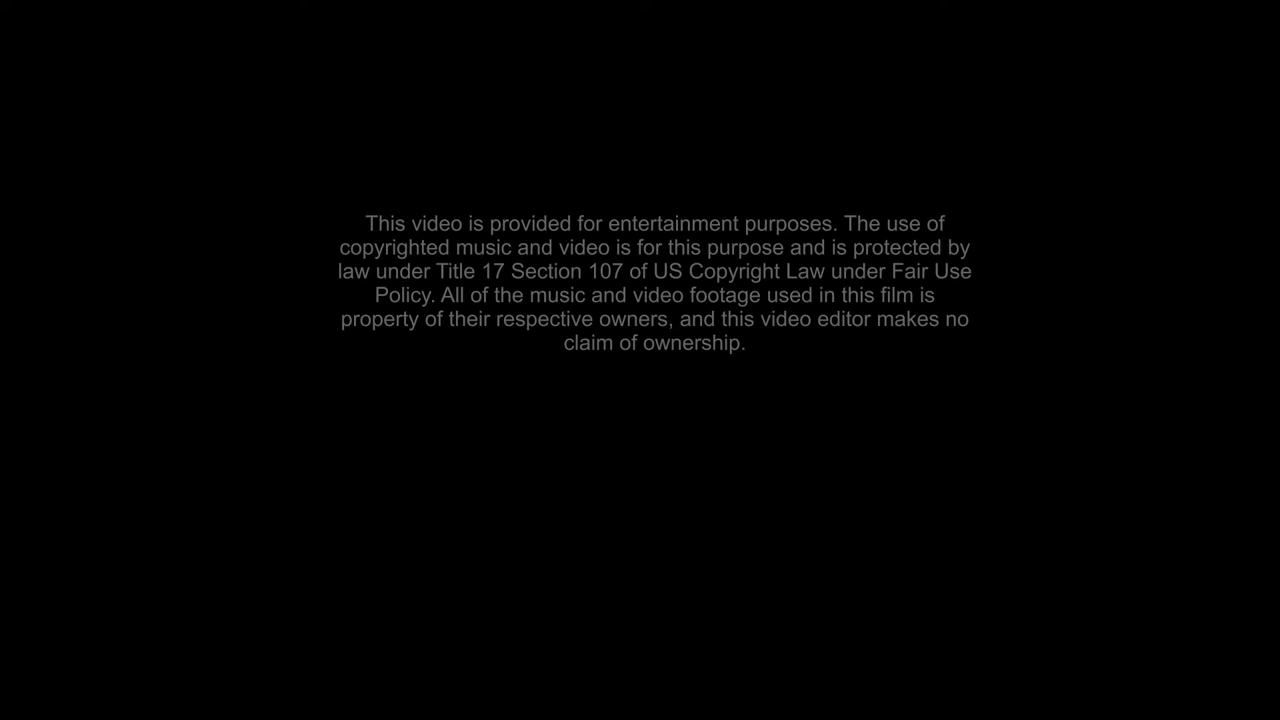 This video is provided for entertainment purposes. The use of
copyrighted music and video is for this purpose and is protected by
law under Title 17 Section 107 of US Copyright Law under Fair Use
Policy. All of the music and video footage used in this film is
property of their respective owners, and this video editor makes no
claim of ownership.